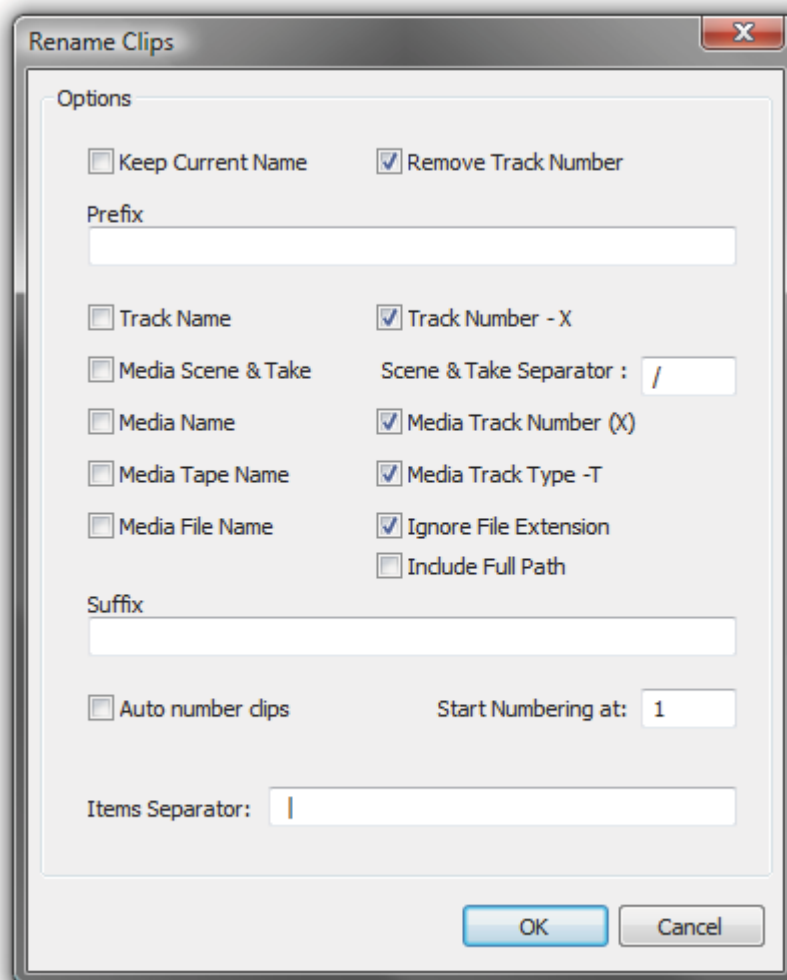 Rename Clips
Options
Keep Current Name Remove Track Number
Prefix
Track Name Track Number - X
Media Scene & Take Scene & Take Separator : /
Media Name Media Track Number (X)
Media Tape Name Media Track Type -T
Media File Name Ignore File Extension
Include Full Path
Suffix
Auto number clips Start Numbering at: 1
Items Separator: |
OK Cancel